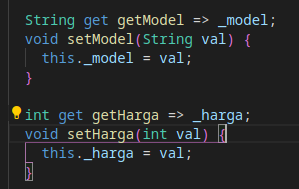 String get getModel => _model;
void setModel(String val) {
  this._model = val;
}

int get getHarga => _harga;
void setHarga(int val) {
  this._harga = val;
}